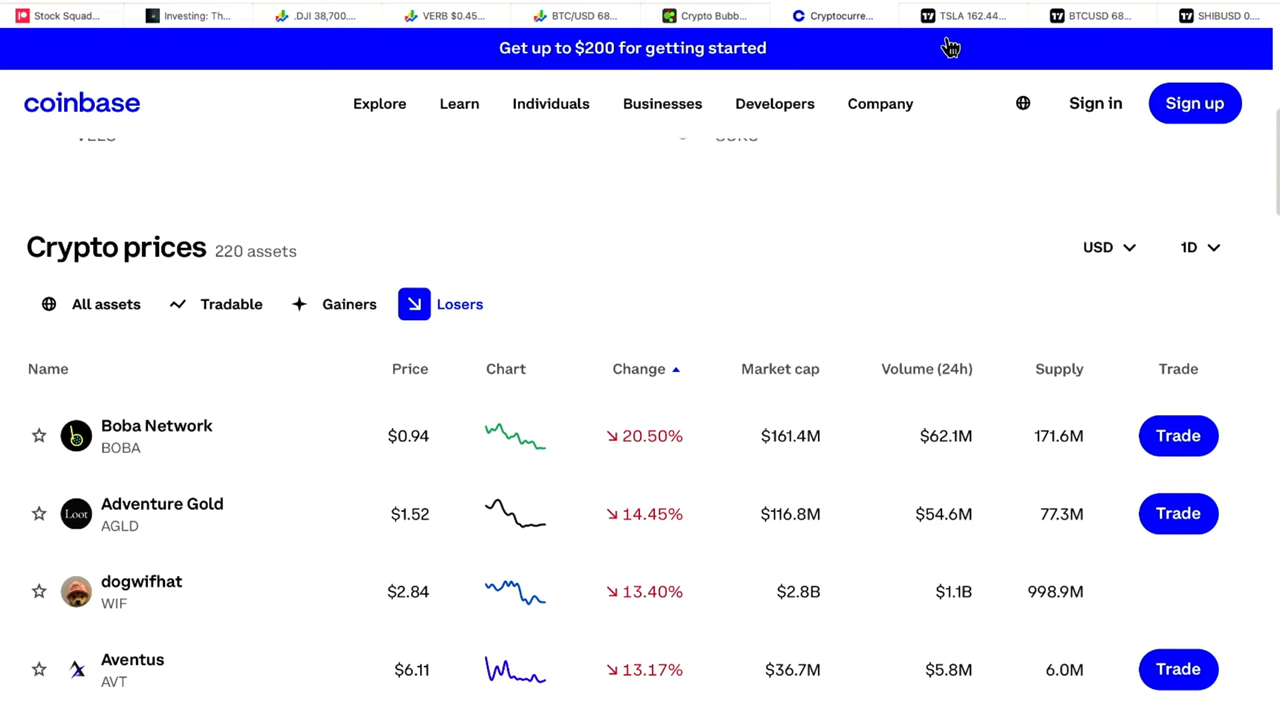 Stock Squad... Investing: Th... .DJI 38,700.... VERB $0.45... BTC/USD 68... Crypto Bubb... Cryptocurre... TSLA 162.44... BTCUSD 68... SHIBUSD 0....
Get up to $200 for getting started
coinbase Explore Learn Individuals Businesses Developers Company Sign in Sign up
Crypto prices 220 assets USD 1D
All assets Tradable Gainers Losers
Name Price Chart Change Market cap Volume (24h) Supply Trade
Boba Network
BOBA
$0.94 20.50% $161.4M $62.1M 171.6M Trade
Adventure Gold
AGLD
Loot $1.52 14.45% $116.8M $54.6M 77.3M Trade
dogwifhat
WIF
$2.84 13.40% $2.8B $1.1B 998.9M
Aventus
AVT
$6.11 13.17% $36.7M $5.8M 6.0M Trade